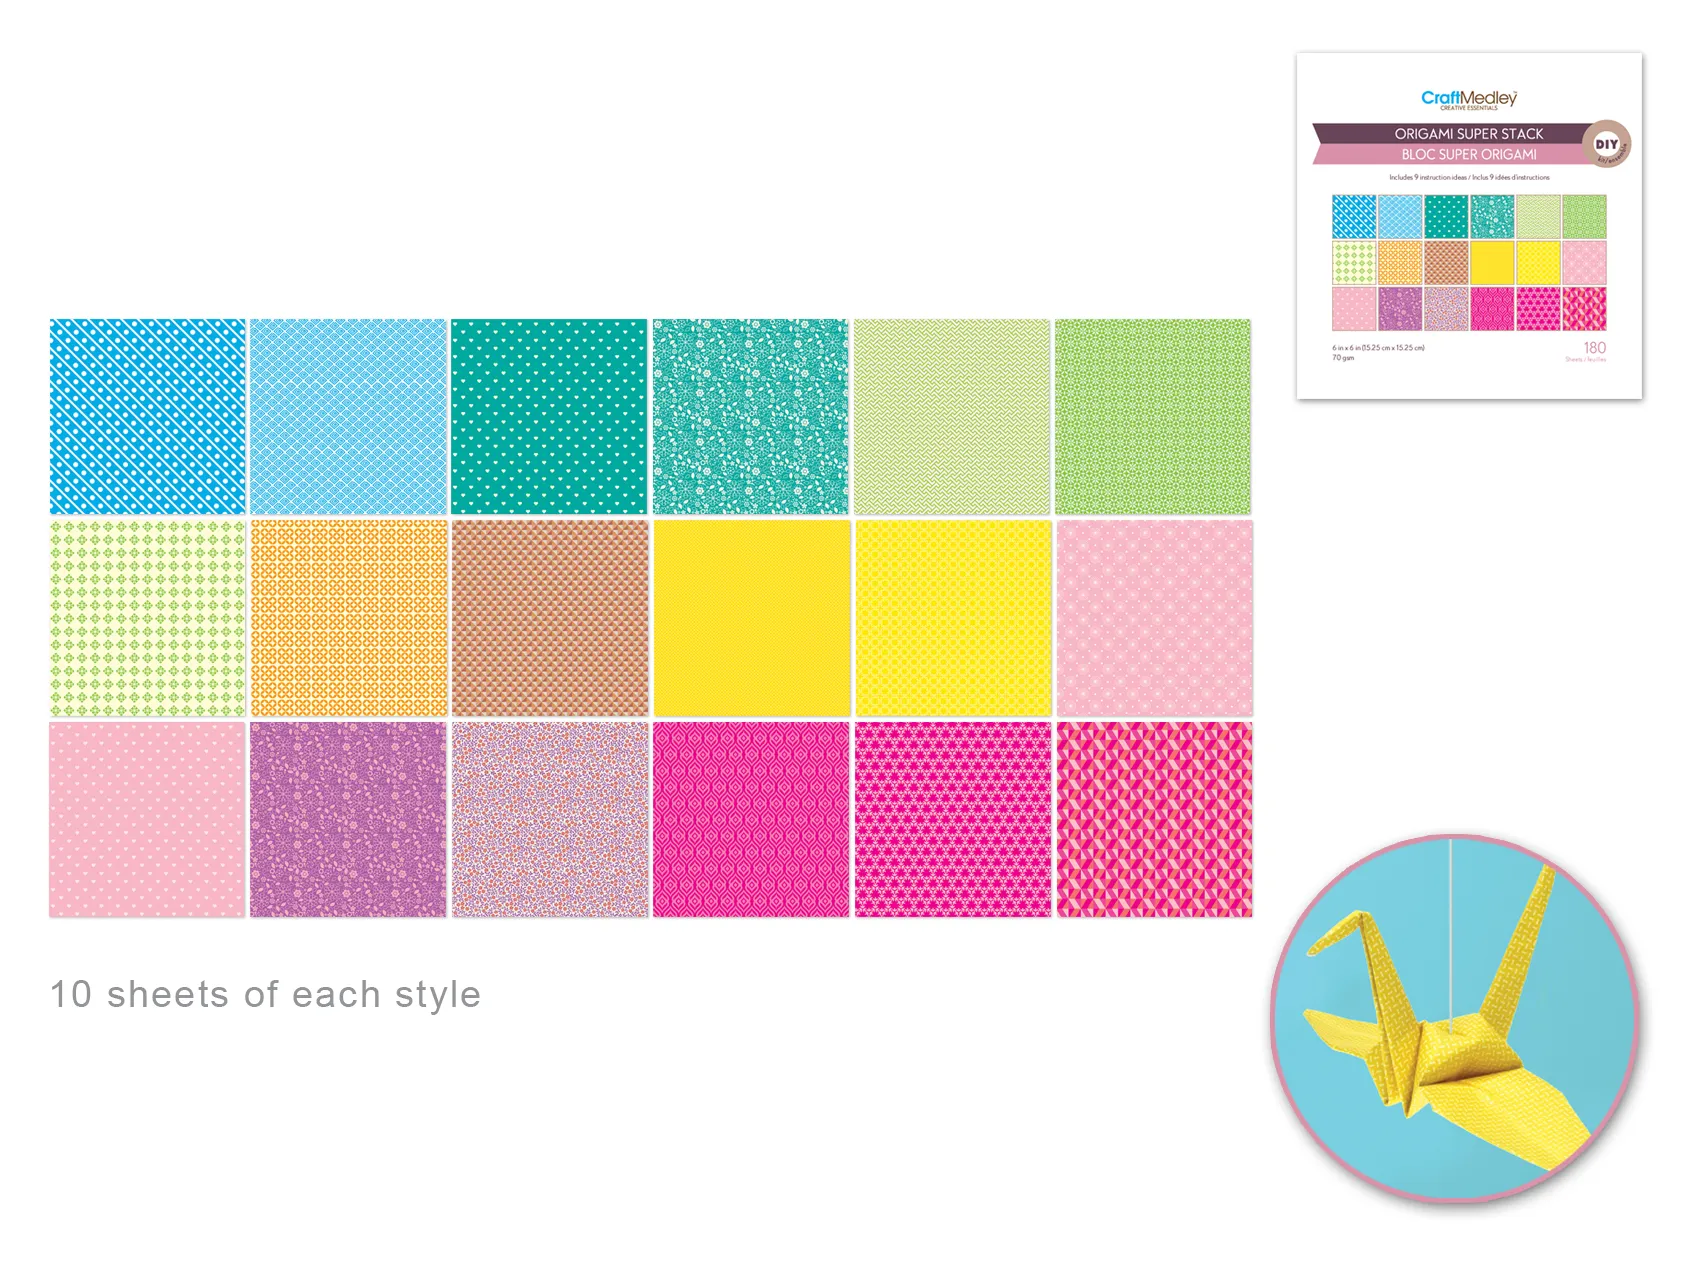 CraftMedley™
CREATIVE ESSENTIALS
ORIGAMI SUPER STACK
BLOC SUPER ORIGAMI
DIY
kit/ensemble
Includes 9 instruction ideas / Inclus 9 idées d'instructions
6 in x 6 in (15.25 cm x 15.25 cm)
70 gsm
180
Sheets / feuilles
10 sheets of each style